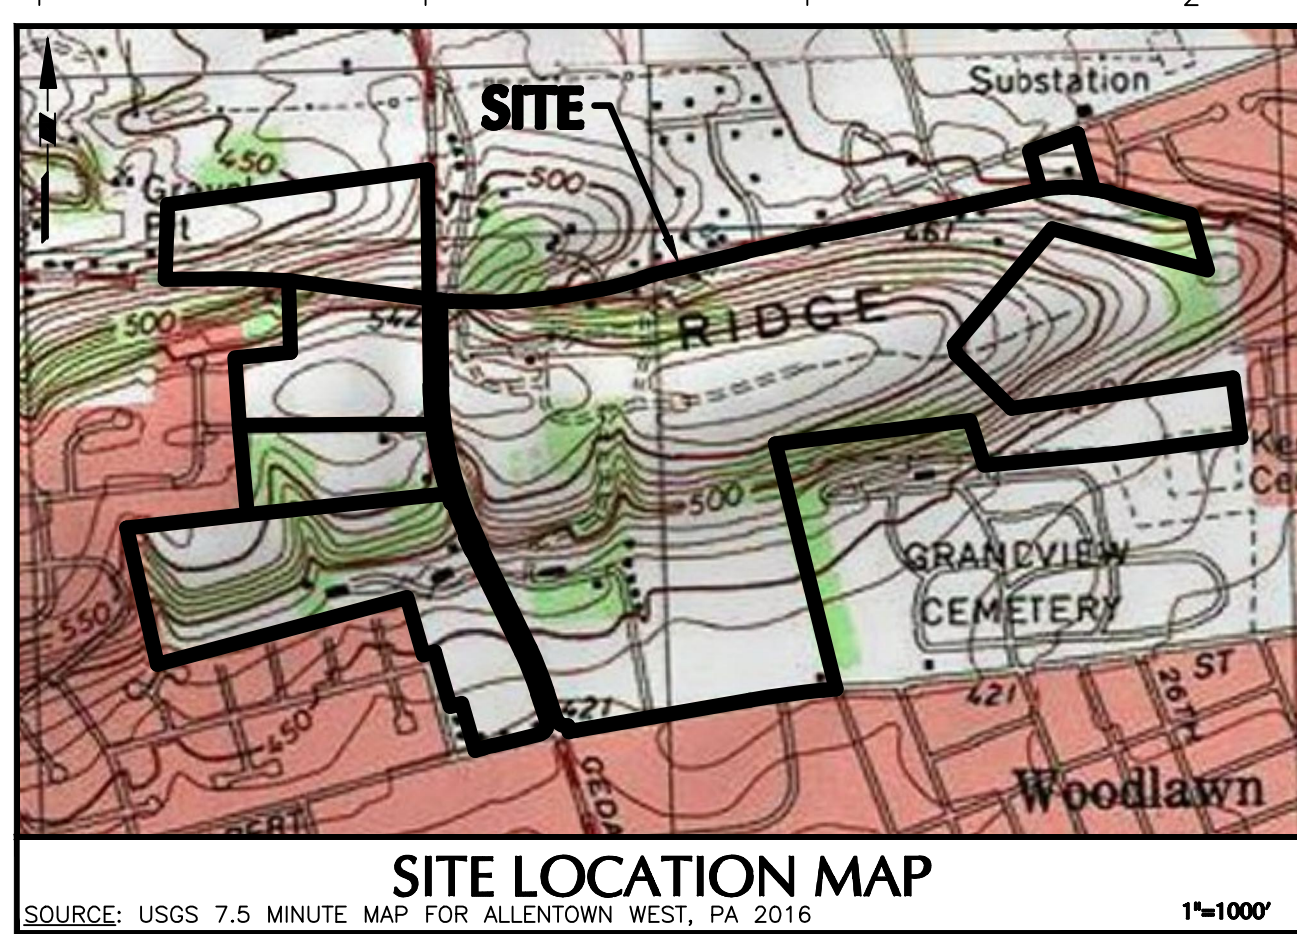 Substation
SITE
450
500
Gravel
Pit
461
500
542
RIDGE
500
GRANDVIEW
CEMETERY
550
ST
421
421
26TH
450
Woodlawn
SITE LOCATION MAP
SOURCE: USGS 7.5 MINUTE MAP FOR ALLENTOWN WEST, PA 2016
1"=1000'